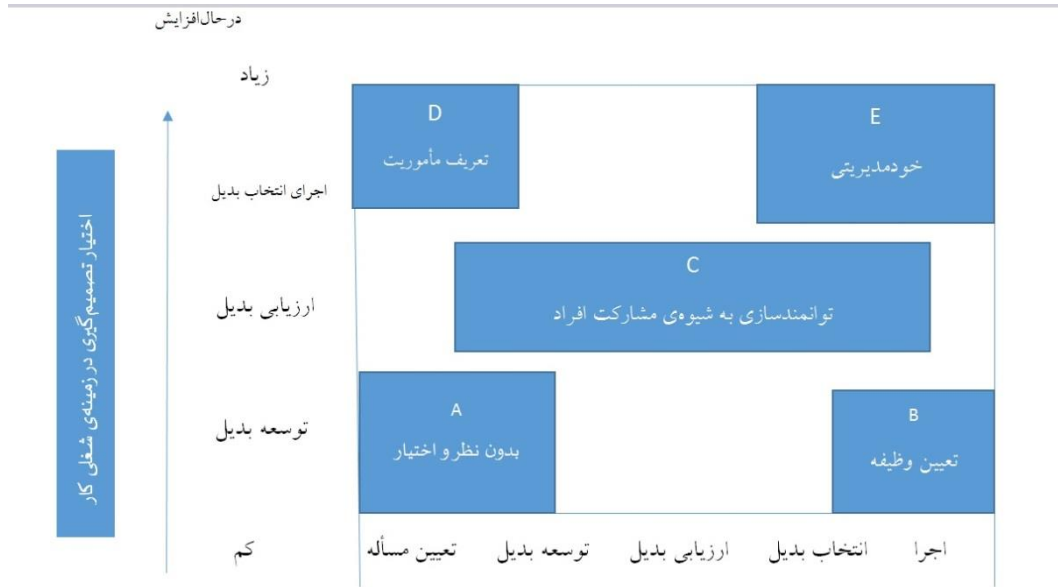 درحال‌افزایش
زیاد
D
تعریف مأموریت
E
خودمدیریتی
اجرای انتخاب بدیل
اختیار تصمیم‌گیری در زمینه‌ی شغلی کار
C
توانمندسازی به شیوه‌ی مشارکت افراد
ارزیابی بدیل
A
بدون نظر و اختیار
B
تعیین وظیفه
توسعه بدیل
کم
تعیین مسأله
توسعه بدیل
ارزیابی بدیل
انتخاب بدیل
اجرا